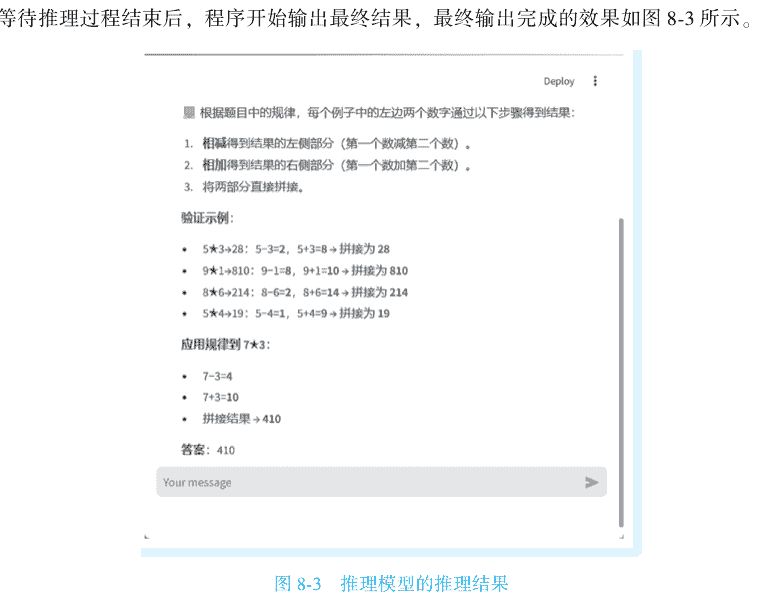 等待推理过程结束后，程序开始输出最终结果，最终输出完成的效果如图 8-3 所示。
Deploy
根据题目中的规律，每个例子中的左边两个数字通过以下步骤得到结果：
1. 相减得到结果的左侧部分（第一个数减第二个数）。
2. 相加得到结果的右侧部分（第一个数加第二个数）。
3. 将两部分直接拼接。
验证示例：
• 5★3→28：5−3=2，5+3=8 → 拼接为 28
• 9★1→810：9−1=8，9+1=10 → 拼接为 810
• 8★6→214：8−6=2，8+6=14 → 拼接为 214
• 5★4→19：5−4=1，5+4=9 → 拼接为 19
应用规律到 7★3：
• 7−3=4
• 7+3=10
• 拼接结果 → 410
答案：410
Your message
图 8-3 推理模型的推理结果